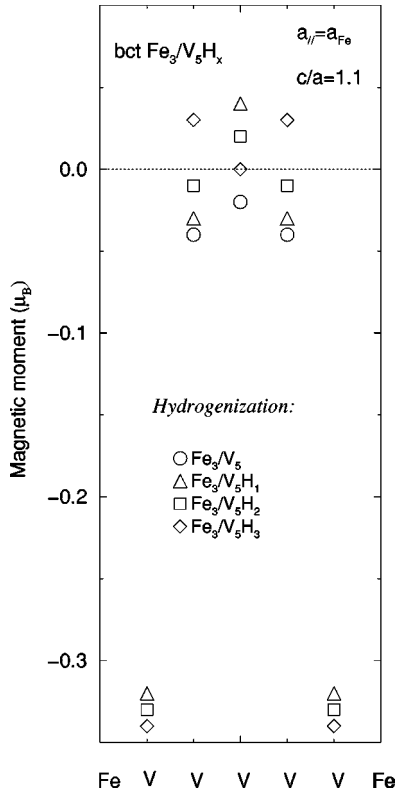 bct Fe₃/V₅Hₓ
a//=aFe
c/a=1.1
0.0
−0.1
−0.2
−0.3
Magnetic moment (μB)
Hydrogenization:
Fe₃/V₅
Fe₃/V₅H₁
Fe₃/V₅H₂
Fe₃/V₅H₃
Fe V V V V V Fe